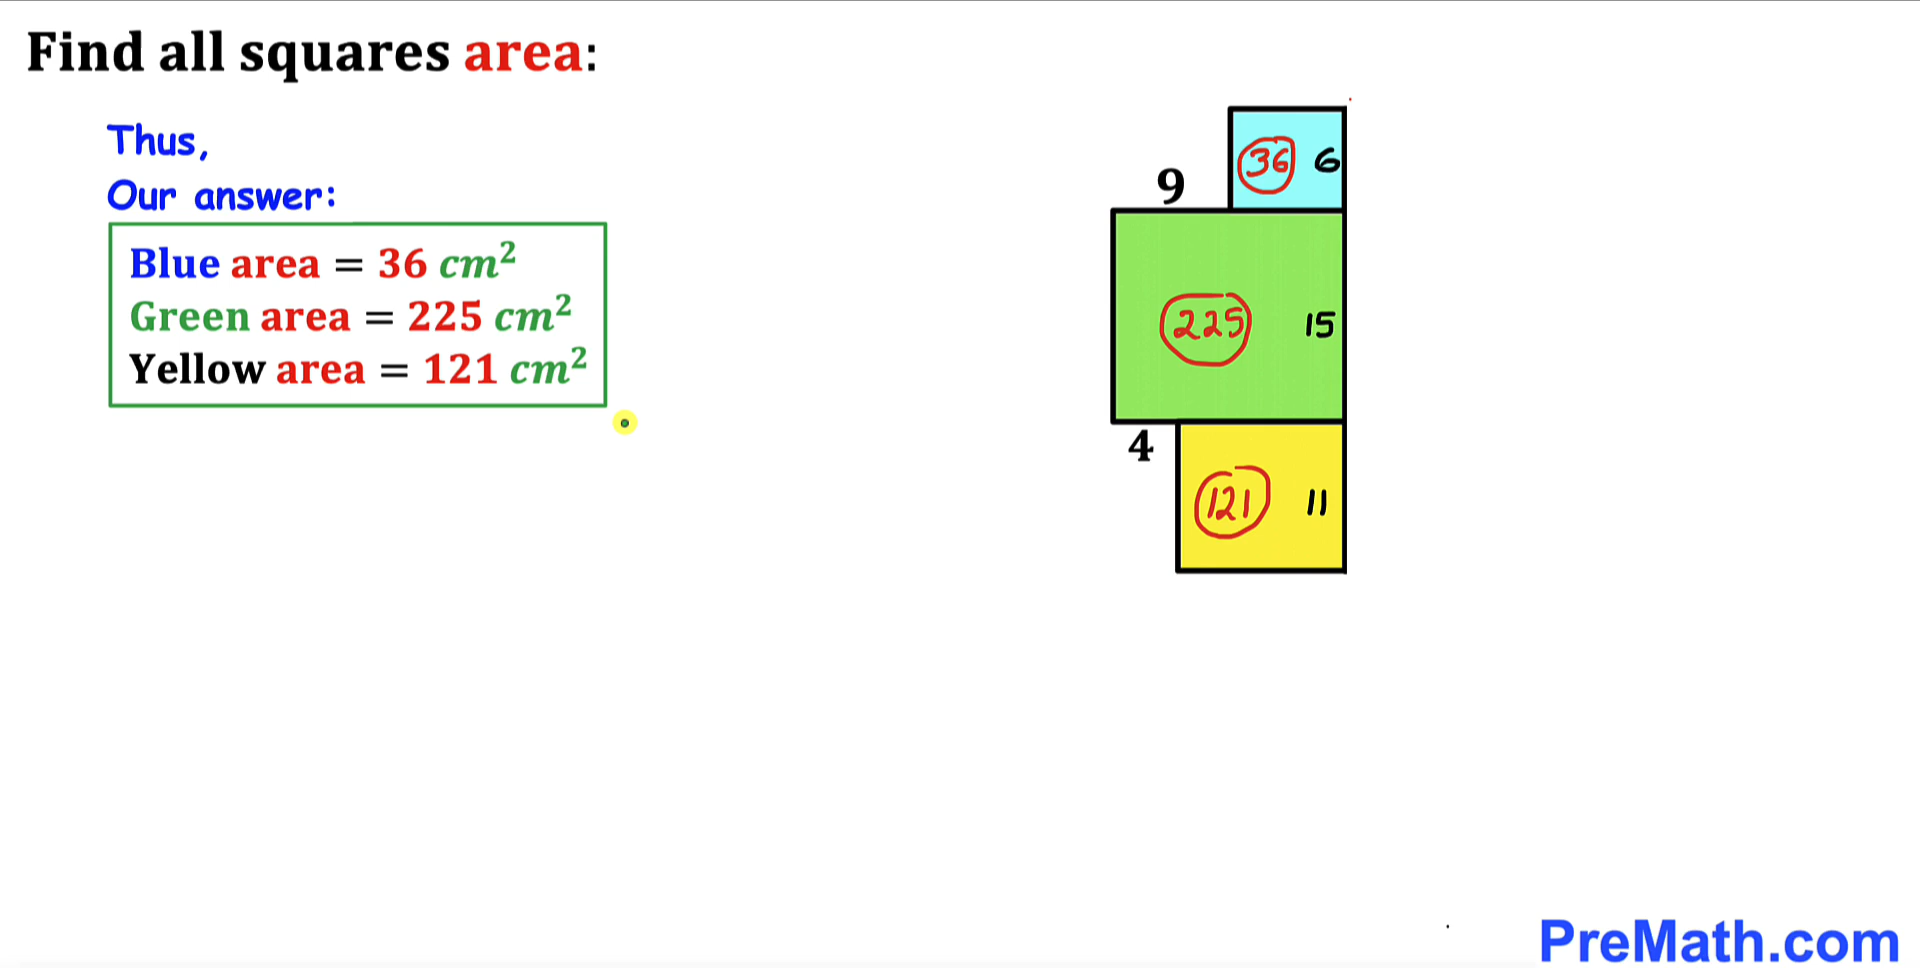 Find all squares area:
Thus,
Our answer:
Blue area = 36 cm²
Green area = 225 cm²
Yellow area = 121 cm²
36 6
9
225 15
4
121 11
PreMath.com